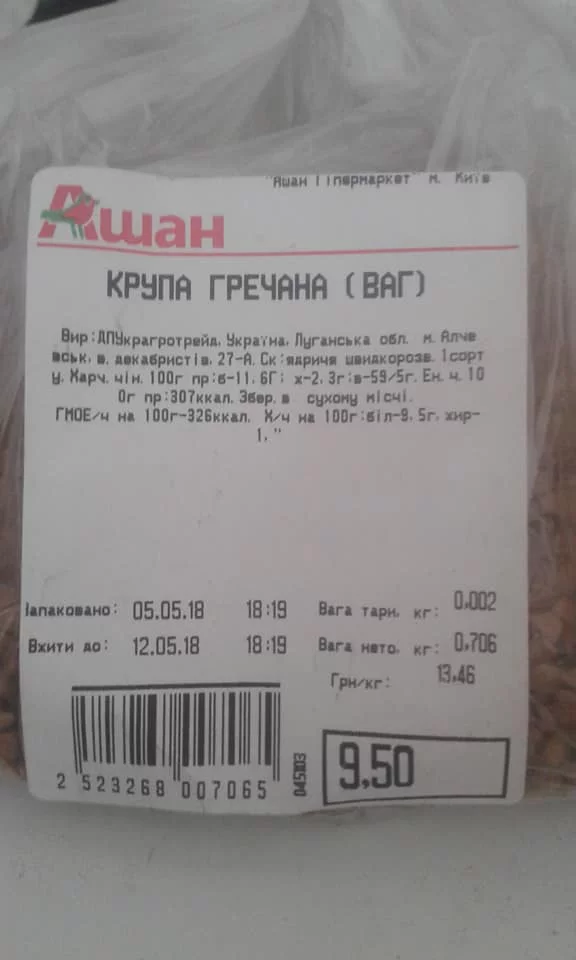 "Ашан Гіпермаркет" м. Київ
Ашан
КРУПА ГРЕЧАНА (ВАГ)
Вир:ДПУкрагротрейд, Україна, Луганська обл. м. Алче
вськ, в. декабристів, 27-А. Ск:ядриця швидкорозв. 1сорт
у. Харч. чін. 100г пр:б-11,6Г; х-2,3г:в-59/5г. Ен. ч. 10
0г пр:307ккал. Збер. в сухому місчі.
ГМОЕ/ч на 100г-326ккал. Х/ч на 100г:біл-9,5г, жир-
1,"
Запаковано: 05.05.18 18:19 Вага тари, кг: 0,002
Вжити до: 12.05.18 18:19 Вага нето, кг: 0,706
Грн/кг: 13,46
2 523268 007065
045103
9,50